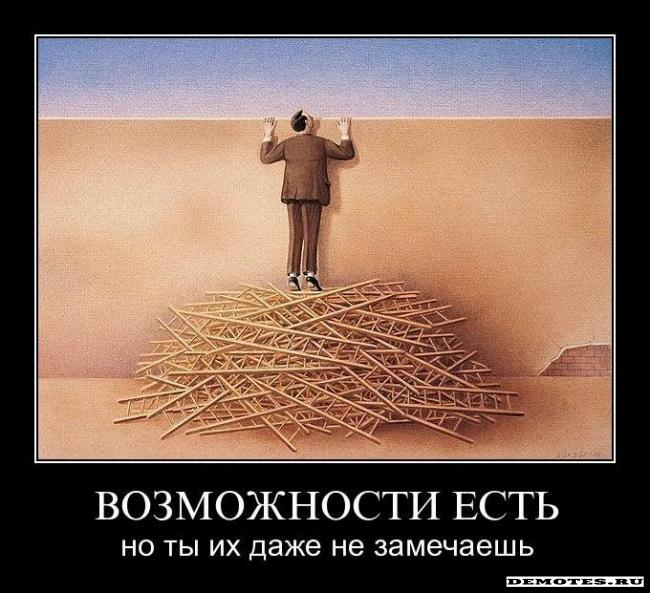 ВОЗМОЖНОСТИ ЕСТЬ
но ты их даже не замечаешь
DEMOTES.RU